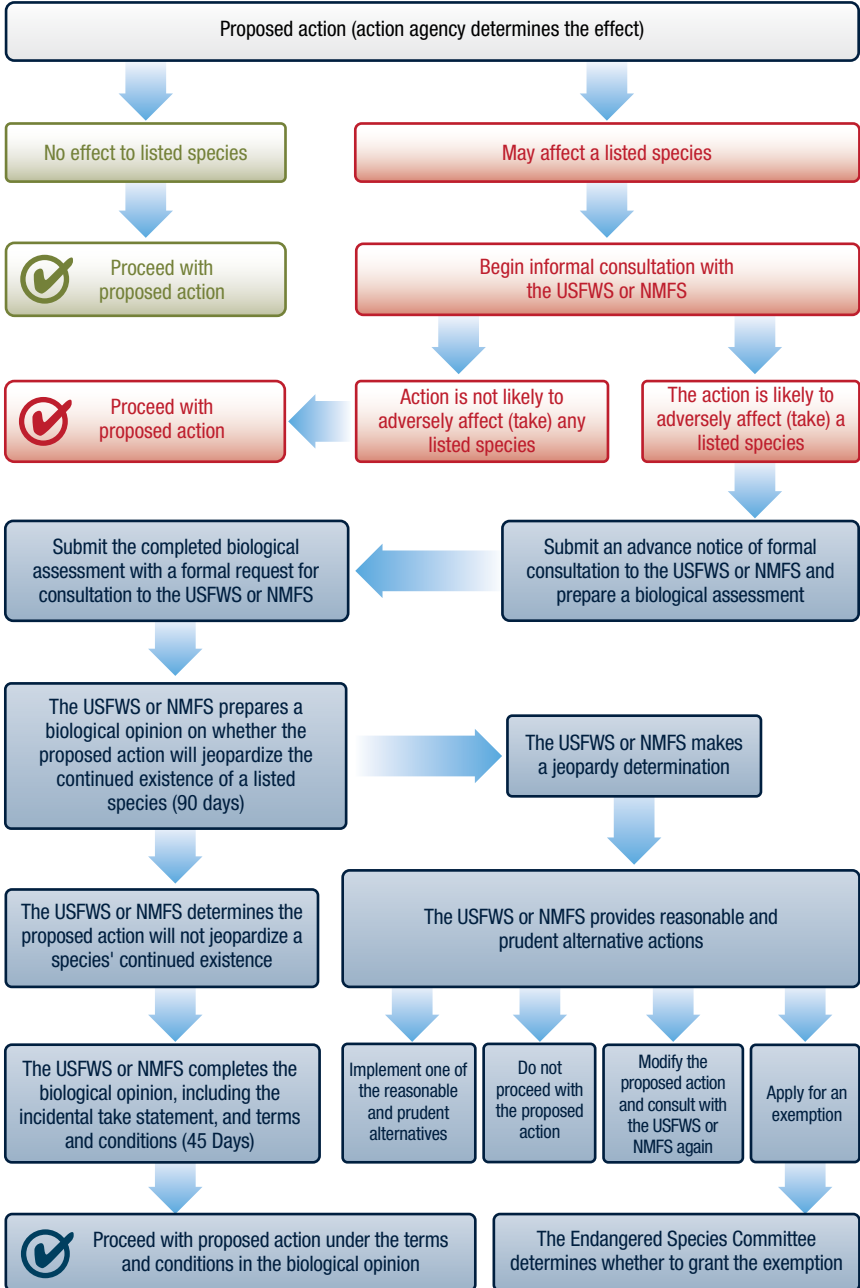 Proposed action (action agency determines the effect)
No effect to listed species
May affect a listed species
Proceed with
proposed action
Begin informal consultation with
the USFWS or NMFS
Proceed with
proposed action
Action is not likely to
adversely affect (take) any
listed species
The action is likely to
adversely affect (take) a
listed species
Submit the completed biological
assessment with a formal request for
consultation to the USFWS or NMFS
Submit an advance notice of formal
consultation to the USFWS or NMFS and
prepare a biological assessment
The USFWS or NMFS prepares a
biological opinion on whether the
proposed action will jeopardize the
continued existence of a listed
species (90 days)
The USFWS or NMFS makes
a jeopardy determination
The USFWS or NMFS determines the
proposed action will not jeopardize a
species' continued existence
The USFWS or NMFS provides reasonable and
prudent alternative actions
The USFWS or NMFS completes the
biological opinion, including the
incidental take statement, and terms
and conditions (45 Days)
Implement one of
the reasonable
and prudent
alternatives
Do not
proceed with
the proposed
action
Modify the
proposed action
and consult with
the USFWS or
NMFS again
Apply for an
exemption
Proceed with proposed action under the terms
and conditions in the biological opinion
The Endangered Species Committee
determines whether to grant the exemption